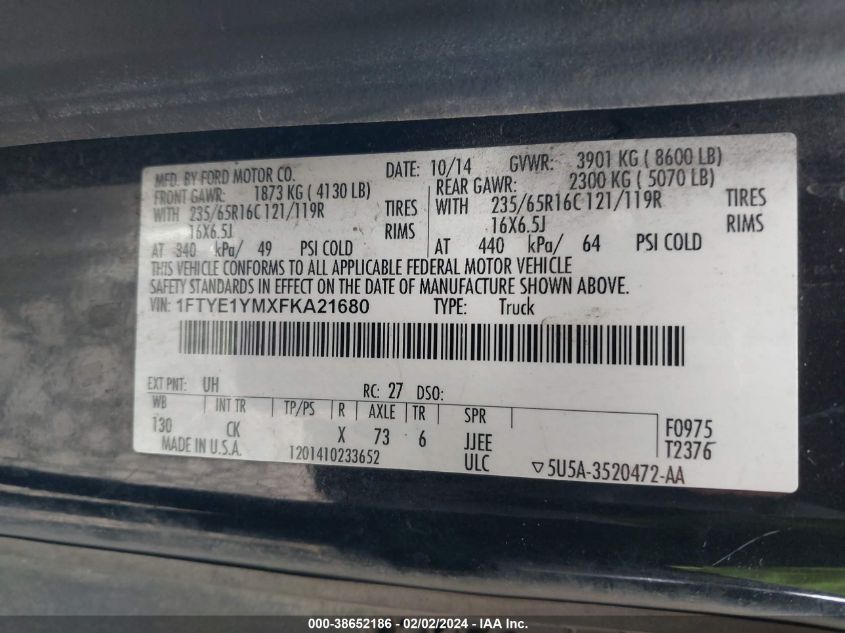 MFD. BY FORD MOTOR CO. DATE: 10/14 GVWR: 3901 KG ( 8600 LB)
FRONT GAWR: 1873 KG ( 4130 LB) REAR GAWR: 2300 KG ( 5070 LB)
WITH 235/65R16C 121/119R TIRES WITH 235/65R16C 121/119R TIRES
16X6.5J RIMS 16X6.5J RIMS
AT 340 kPa/ 49 PSI COLD AT 440 kPa/ 64 PSI COLD
THIS VEHICLE CONFORMS TO ALL APPLICABLE FEDERAL MOTOR VEHICLE
SAFETY STANDARDS IN EFFECT ON THE DATE OF MANUFACTURE SHOWN ABOVE.
VIN: 1FTYE1YMXFKA21680 TYPE: Truck
EXT PNT: UH RC: 27 DSO:
WB INT TR TP/PS R AXLE TR SPR
130 CK X 73 6 JJEE F0975
MADE IN U.S.A. 1201410233652 ULC ▽5U5A-3520472-AA T2376
000-38652186 - 02/02/2024 - IAA Inc.